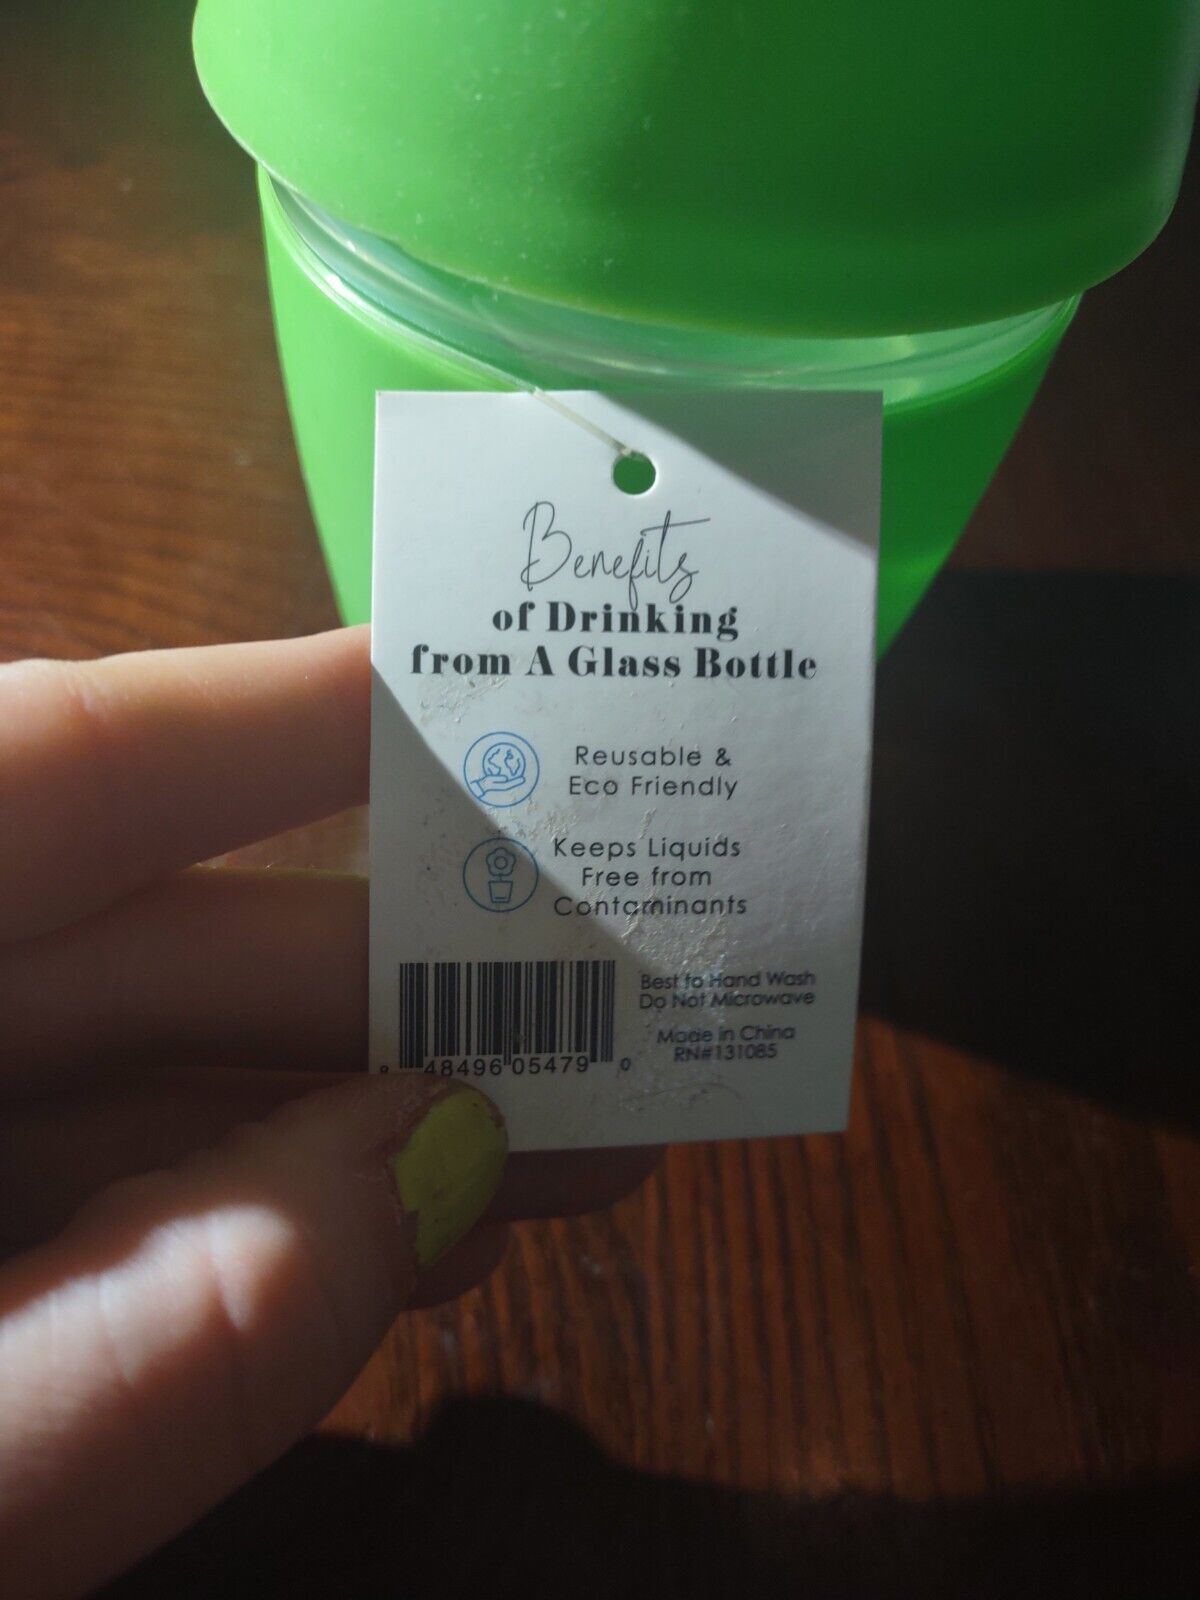 Benefits
of Drinking
from A Glass Bottle
Reusable &
Eco Friendly
Keeps Liquids
Free from
Contaminants
Best to Hand Wash
Do Not Microwave
Made in China
RN#131085
8 48496 05479 0